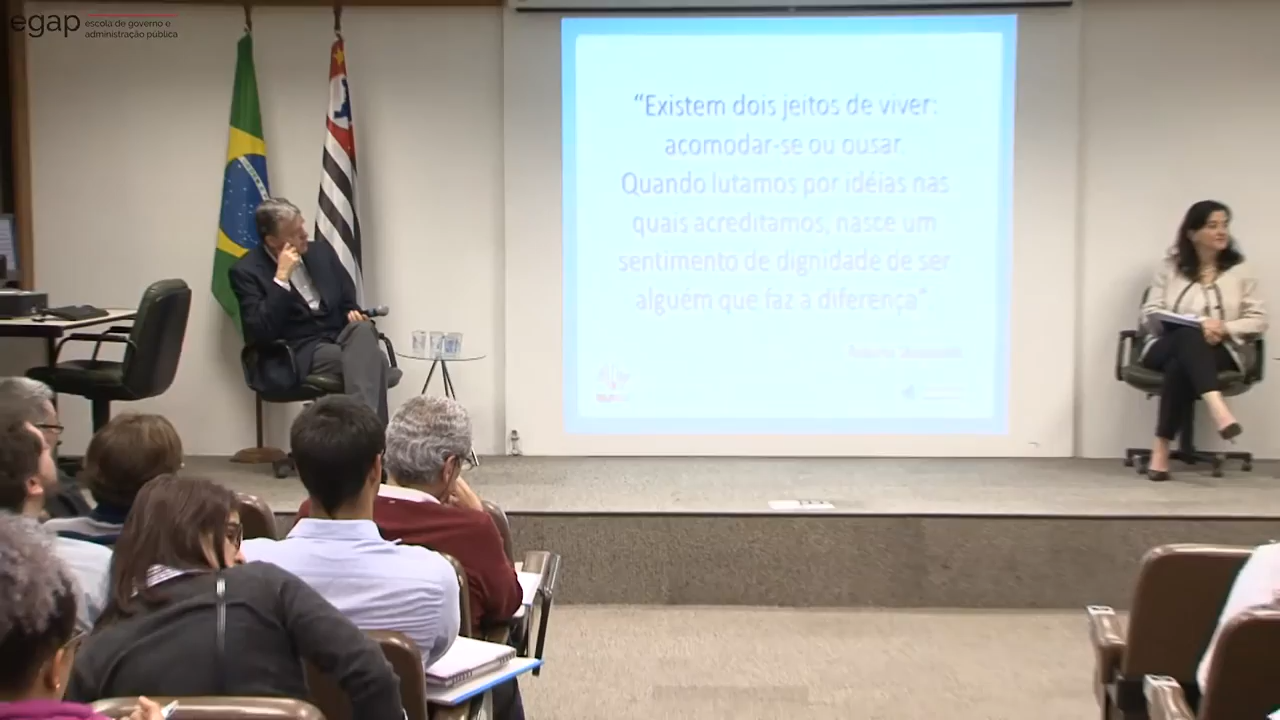 egap escola de governo e
administração pública
“Existem dois jeitos de viver:
acomodar-se ou ousar.
Quando lutamos por idéias nas
quais acreditamos, nasce um
sentimento de dignidade de ser
alguém que faz a diferença”